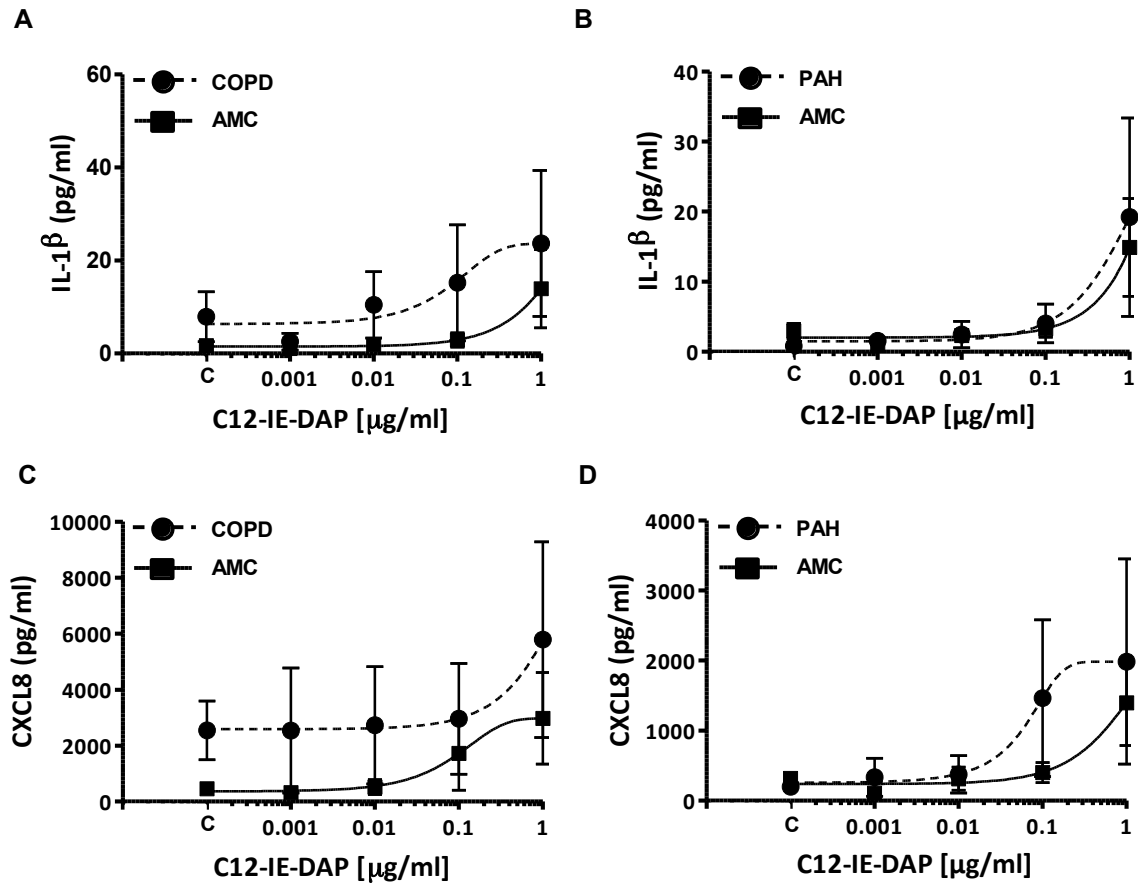 A
COPD
AMC
60
40
20
0
IL-1β (pg/ml)
C 0.001 0.01 0.1 1
C12-IE-DAP [μg/ml]
B
PAH
AMC
40
30
20
10
0
IL-1β (pg/ml)
C 0.001 0.01 0.1 1
C12-IE-DAP [μg/ml]
C
COPD
AMC
10000
8000
6000
4000
2000
0
CXCL8 (pg/ml)
C 0.001 0.01 0.1 1
C12-IE-DAP [μg/ml]
D
PAH
AMC
4000
3000
2000
1000
0
CXCL8 (pg/ml)
C 0.001 0.01 0.1 1
C12-IE-DAP [μg/ml]